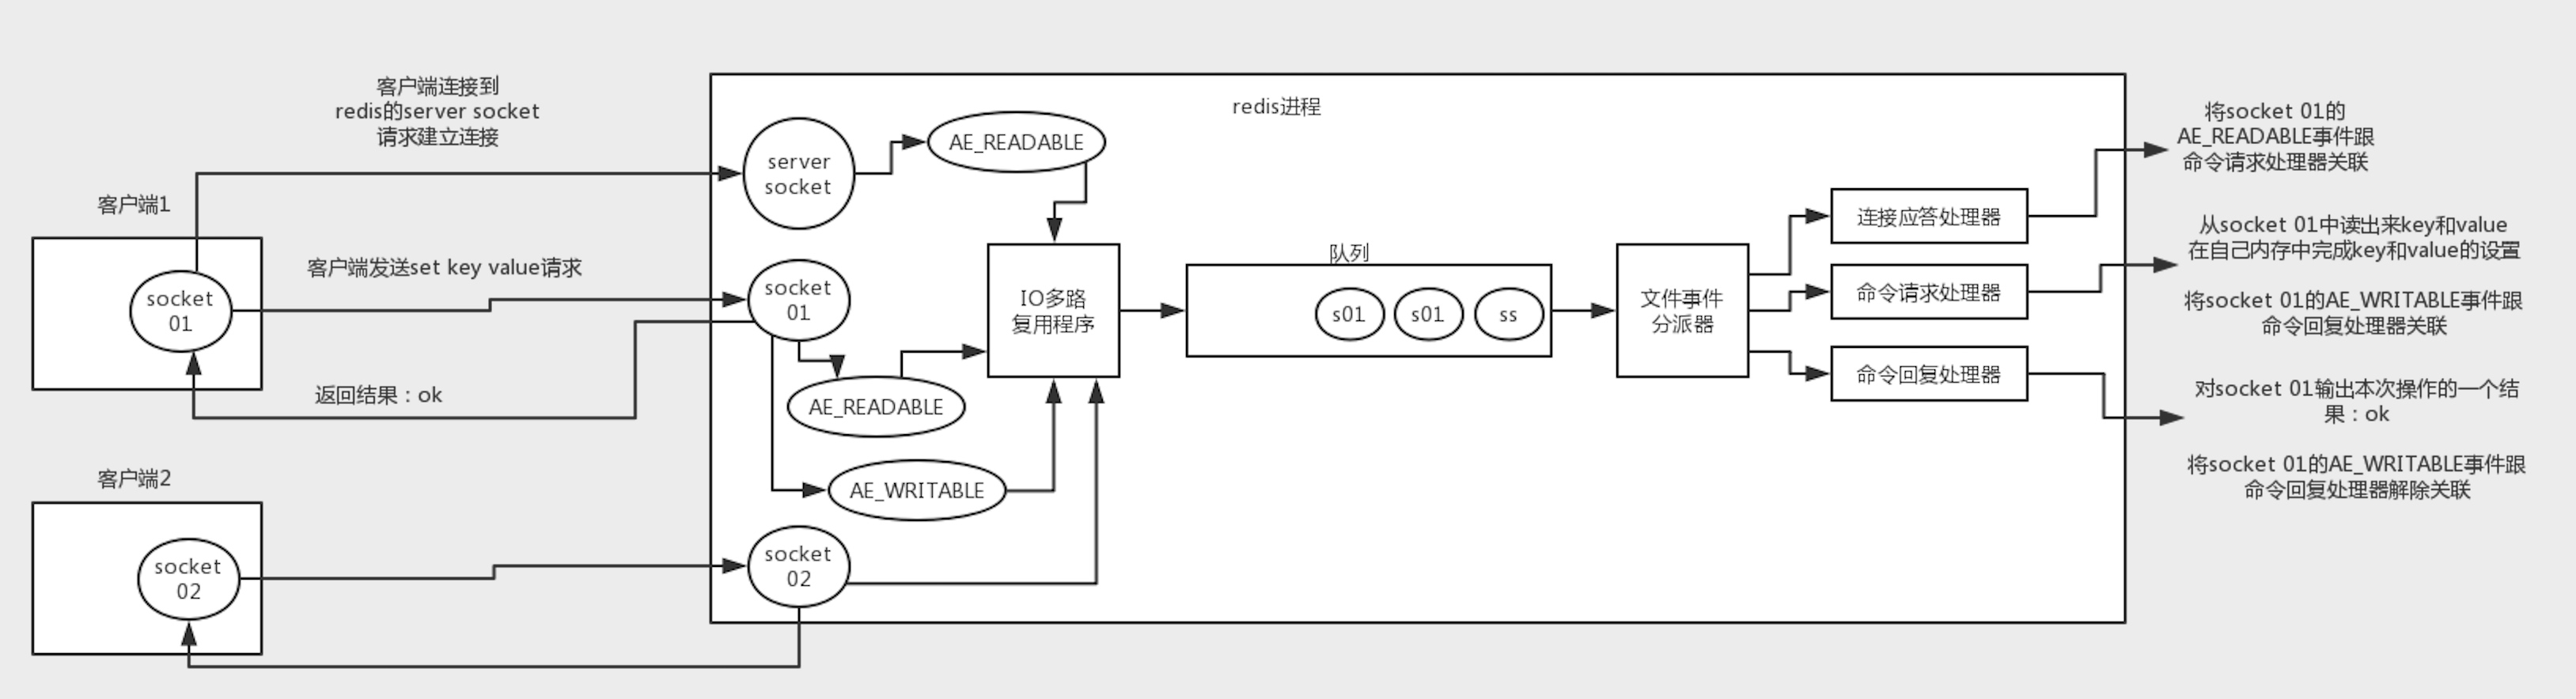 客户端连接到
redis的server socket
请求建立连接
客户端1
socket
01
客户端发送set key value请求
返回结果：ok
客户端2
socket
02
redis进程
server
socket
AE_READABLE
socket
01
AE_READABLE
AE_WRITABLE
socket
02
IO多路
复用程序
队列
s01
s01
ss
文件事件
分派器
连接应答处理器
命令请求处理器
命令回复处理器
将socket 01的
AE_READABLE事件跟
命令请求处理器关联
从socket 01中读出来key和value
在自己内存中完成key和value的设置
将socket 01的AE_WRITABLE事件跟
命令回复处理器关联
对socket 01输出本次操作的一个结
果：ok
将socket 01的AE_WRITABLE事件跟
命令回复处理器解除关联